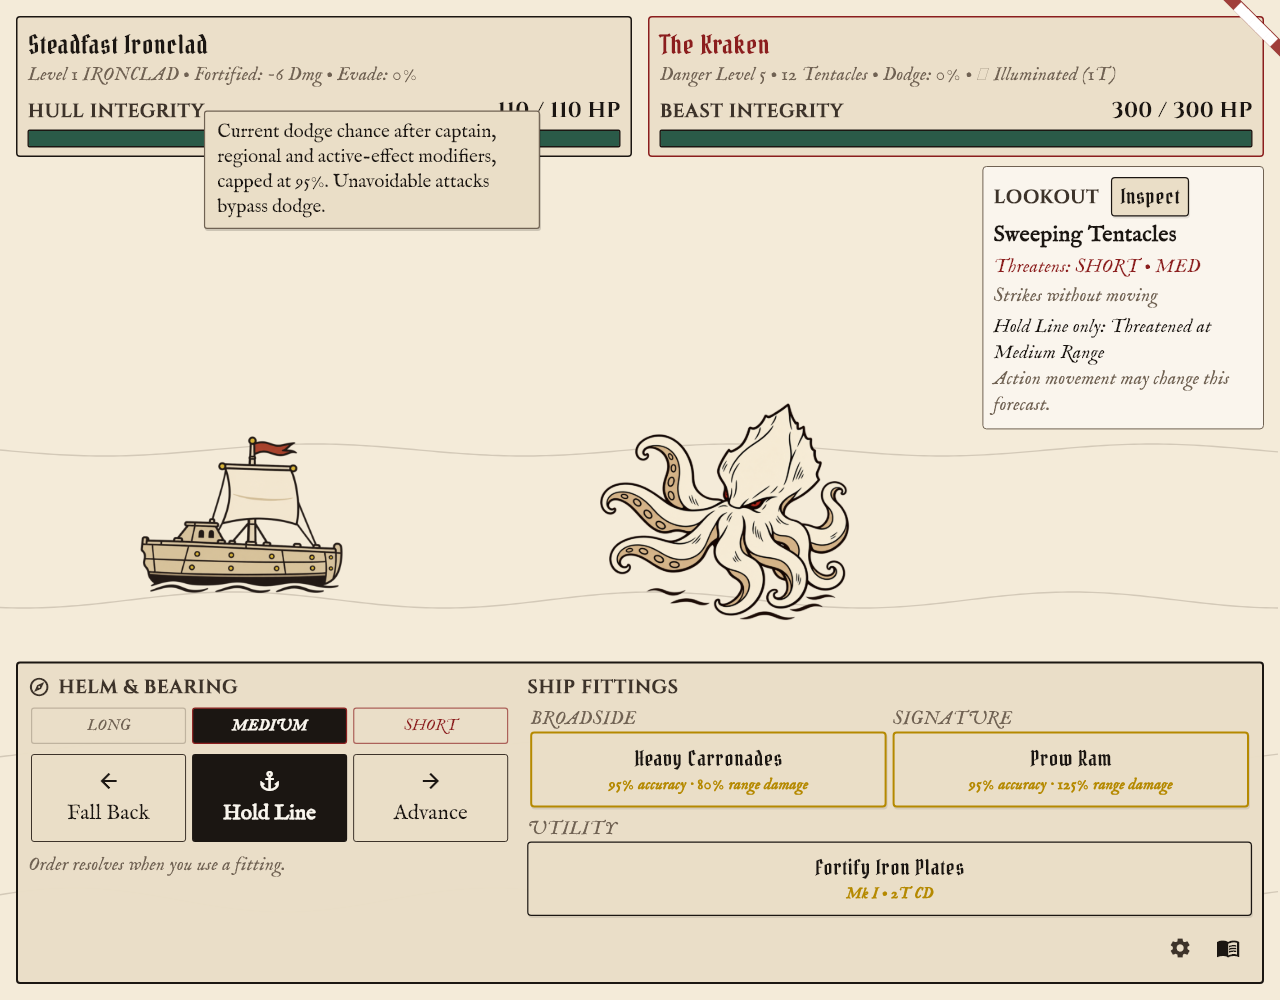 Steadfast Ironclad
Level 1 IRONCLAD • Fortified: -6 Dmg • Evade: 0%
HULL INTEGRITY
110 / 110 HP
Current dodge chance after captain,
regional and active-effect modifiers,
capped at 95%. Unavoidable attacks
bypass dodge.
The Kraken
Danger Level 5 • 12 Tentacles • Dodge: 0% • Illuminated (1T)
BEAST INTEGRITY
300 / 300 HP
LOOKOUT
Inspect
Sweeping Tentacles
Threatens: SHORT • MED
Strikes without moving
Hold Line only: Threatened at
Medium Range
Action movement may change this
forecast.
HELM & BEARING
LONG
MEDIUM
SHORT
Fall Back
Hold Line
Advance
Order resolves when you use a fitting.
SHIP FITTINGS
BROADSIDE
Heavy Carronades
95% accuracy · 80% range damage
SIGNATURE
Prow Ram
95% accuracy · 125% range damage
UTILITY
Fortify Iron Plates
Mk I • 2T CD